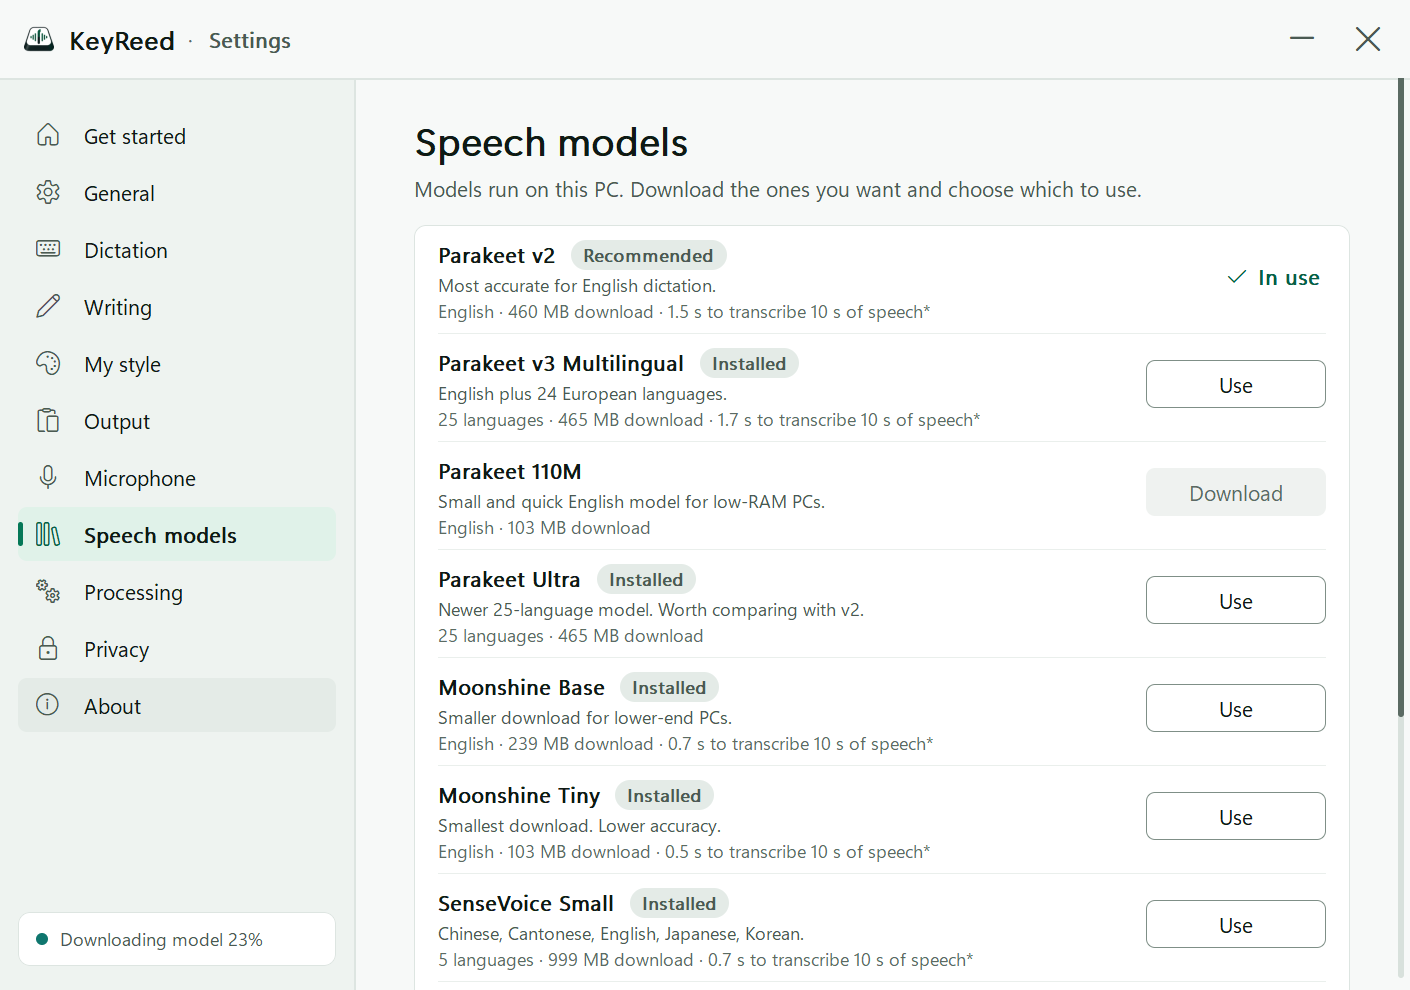 KeyReed · Settings
Get started
General
Dictation
Writing
My style
Output
Microphone
Speech models
Processing
Privacy
About
Downloading model 23%
Speech models
Models run on this PC. Download the ones you want and choose which to use.
Parakeet v2 Recommended
Most accurate for English dictation.
English · 460 MB download · 1.5 s to transcribe 10 s of speech*
In use
Parakeet v3 Multilingual Installed
English plus 24 European languages.
25 languages · 465 MB download · 1.7 s to transcribe 10 s of speech*
Use
Parakeet 110M
Small and quick English model for low-RAM PCs.
English · 103 MB download
Download
Parakeet Ultra Installed
Newer 25-language model. Worth comparing with v2.
25 languages · 465 MB download
Use
Moonshine Base Installed
Smaller download for lower-end PCs.
English · 239 MB download · 0.7 s to transcribe 10 s of speech*
Use
Moonshine Tiny Installed
Smallest download. Lower accuracy.
English · 103 MB download · 0.5 s to transcribe 10 s of speech*
Use
SenseVoice Small Installed
Chinese, Cantonese, English, Japanese, Korean.
5 languages · 999 MB download · 0.7 s to transcribe 10 s of speech*
Use